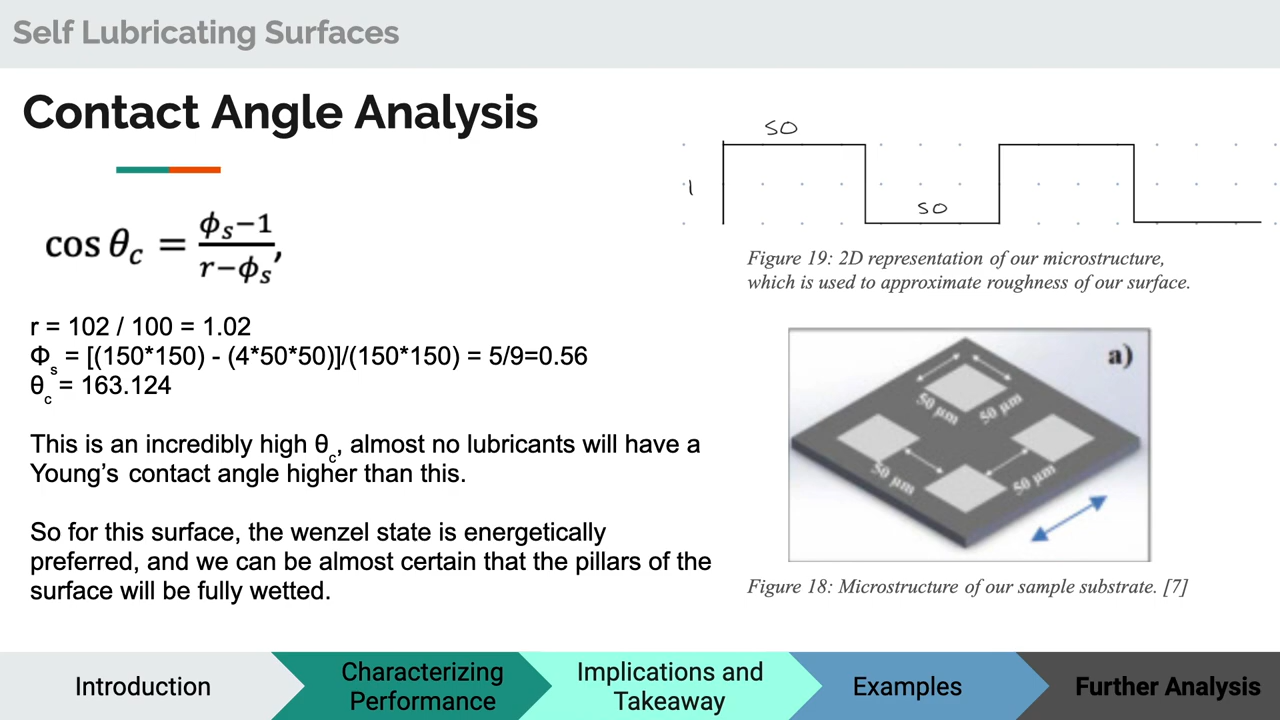 Self Lubricating Surfaces
Contact Angle Analysis
cos θc = ϕs−1 / r−ϕs,
r = 102 / 100 = 1.02
Φs = [(150*150) - (4*50*50)]/(150*150) = 5/9=0.56
θc = 163.124
This is an incredibly high θc, almost no lubricants will have a
Young's contact angle higher than this.
So for this surface, the wenzel state is energetically
preferred, and we can be almost certain that the pillars of the
surface will be fully wetted.
50
1
50
Figure 19: 2D representation of our microstructure,
which is used to approximate roughness of our surface.
a)
50 μm
50 μm
50 μm
50 μm
Figure 18: Microstructure of our sample substrate. [7]
Introduction
Characterizing
Performance
Implications and
Takeaway
Examples
Further Analysis